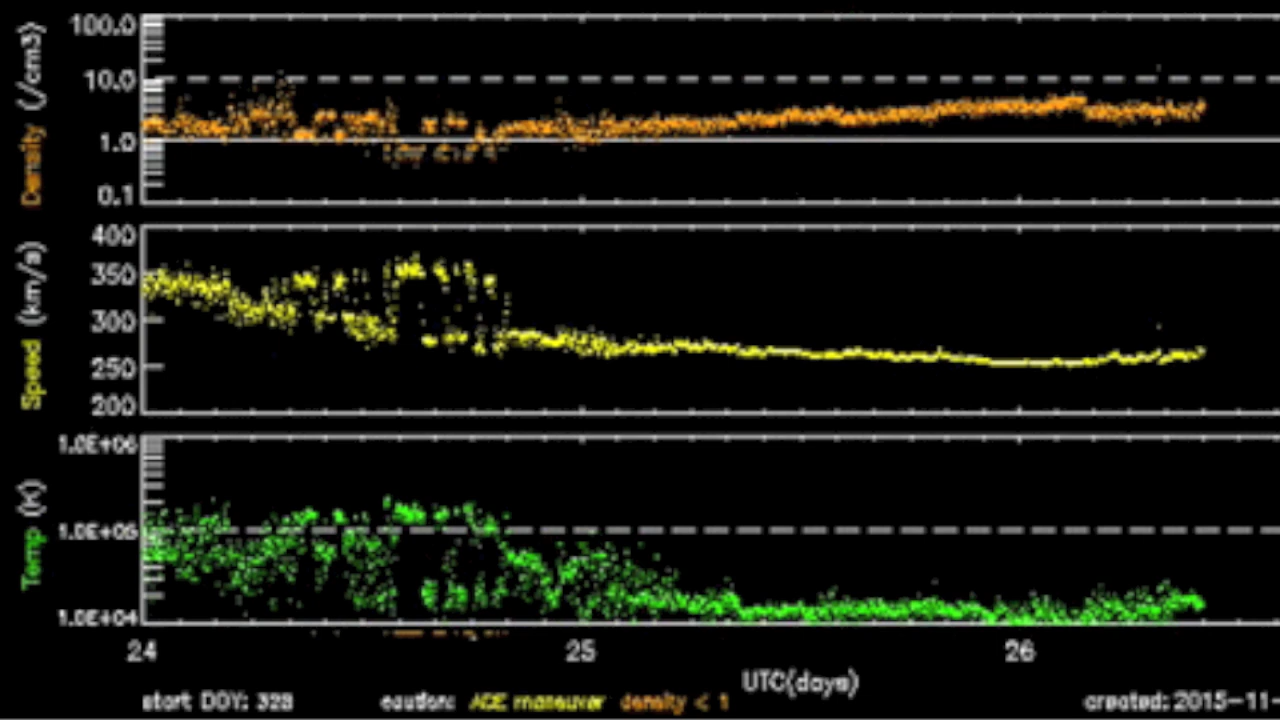 Density (/cm3)
100.0
10.0
1.0
0.1
Speed (km/s)
400
350
300
250
200
Temp (K)
1.0E+06
1.0E+05
1.0E+04
24 25 26
UTC(days)
start DOY: 328 caution: ACE maneuver density < 1 created: 2015-11-